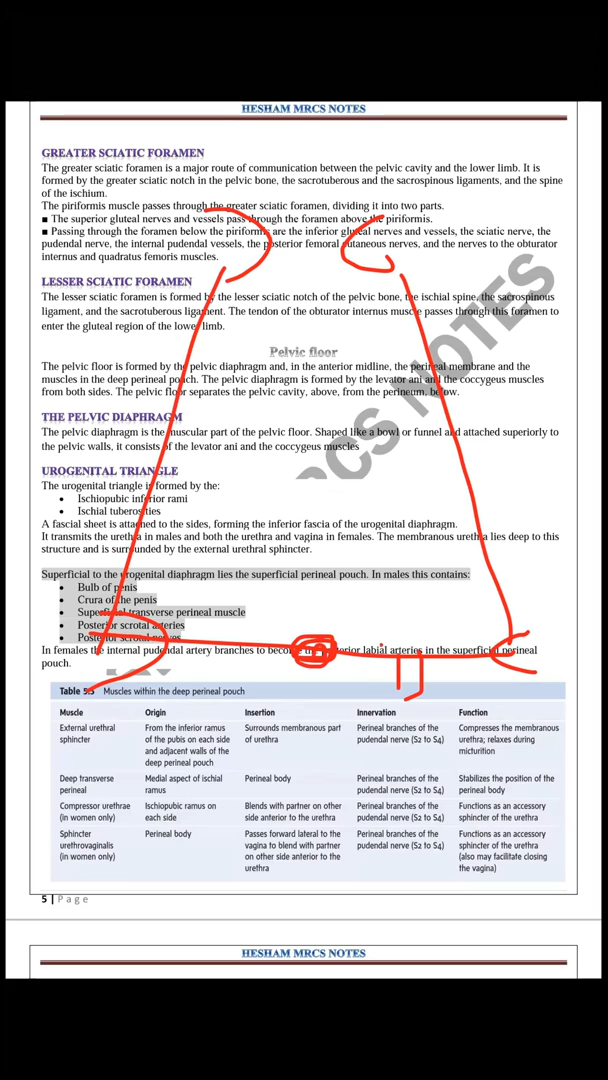 HESHAM MRCS NOTES
GREATER SCIATIC FORAMEN
The greater sciatic foramen is a major route of communication between the pelvic cavity and the lower limb. It is
formed by the greater sciatic notch in the pelvic bone, the sacrotuberous and the sacrospinous ligaments, and the spine
of the ischium.
The piriformis muscle passes through the greater sciatic foramen, dividing it into two parts.
■ The superior gluteal nerves and vessels pass through the foramen above the piriformis.
■ Passing through the foramen below the piriformis are the inferior gluteal nerves and vessels, the sciatic nerve, the
pudendal nerve, the internal pudendal vessels, the posterior femoral cutaneous nerves, and the nerves to the obturator
internus and quadratus femoris muscles.
LESSER SCIATIC FORAMEN
The lesser sciatic foramen is formed by the lesser sciatic notch of the pelvic bone, the ischial spine, the sacrospinous
ligament, and the sacrotuberous ligament. The tendon of the obturator internus muscle passes through this foramen to
enter the gluteal region of the lower limb.
Pelvic floor
The pelvic floor is formed by the pelvic diaphragm and, in the anterior midline, the perineal membrane and the
muscles in the deep perineal pouch. The pelvic diaphragm is formed by the levator ani and the coccygeus muscles
from both sides. The pelvic floor separates the pelvic cavity, above, from the perineum, below.
THE PELVIC DIAPHRAGM
The pelvic diaphragm is the muscular part of the pelvic floor. Shaped like a bowl or funnel and attached superiorly to
the pelvic walls, it consists of the levator ani and the coccygeus muscles
RCS NOTES
UROGENITAL TRIANGLE
The urogenital triangle is formed by the:
• Ischiopubic inferior rami
• Ischial tuberosities
A fascial sheet is attached to the sides, forming the inferior fascia of the urogenital diaphragm.
It transmits the urethra in males and both the urethra and vagina in females. The membranous urethra lies deep to this
structure and is surrounded by the external urethral sphincter.
Superficial to the urogenital diaphragm lies the superficial perineal pouch. In males this contains:
• Bulb of penis
• Crura of the penis
• Superficial transverse perineal muscle
• Posterior scrotal arteries
• Posterior scrotal nerves
In females the internal pudendal artery branches to become the posterior labial arteries in the superficial perineal
pouch.
Table 5.3 Muscles within the deep perineal pouch
Muscle Origin Insertion Innervation Function
External urethral From the inferior ramus Surrounds membranous part Perineal branches of the Compresses the membranous
sphincter of the pubis on each side of urethra pudendal nerve (S2 to S4) urethra; relaxes during
and adjacent walls of the micturition
deep perineal pouch
Deep transverse Medial aspect of ischial Perineal body Perineal branches of the Stabilizes the position of the
perineal ramus pudendal nerve (S2 to S4) perineal body
Compressor urethrae Ischiopubic ramus on Blends with partner on other Perineal branches of the Functions as an accessory
(in women only) each side side anterior to the urethra pudendal nerve (S2 to S4) sphincter of the urethra
Sphincter Perineal body Passes forward lateral to the Perineal branches of the Functions as an accessory
urethrovaginalis vagina to blend with partner pudendal nerve (S2 to S4) sphincter of the urethra
(in women only) on other side anterior to the (also may facilitate closing
urethra the vagina)
5 | Page
HESHAM MRCS NOTES